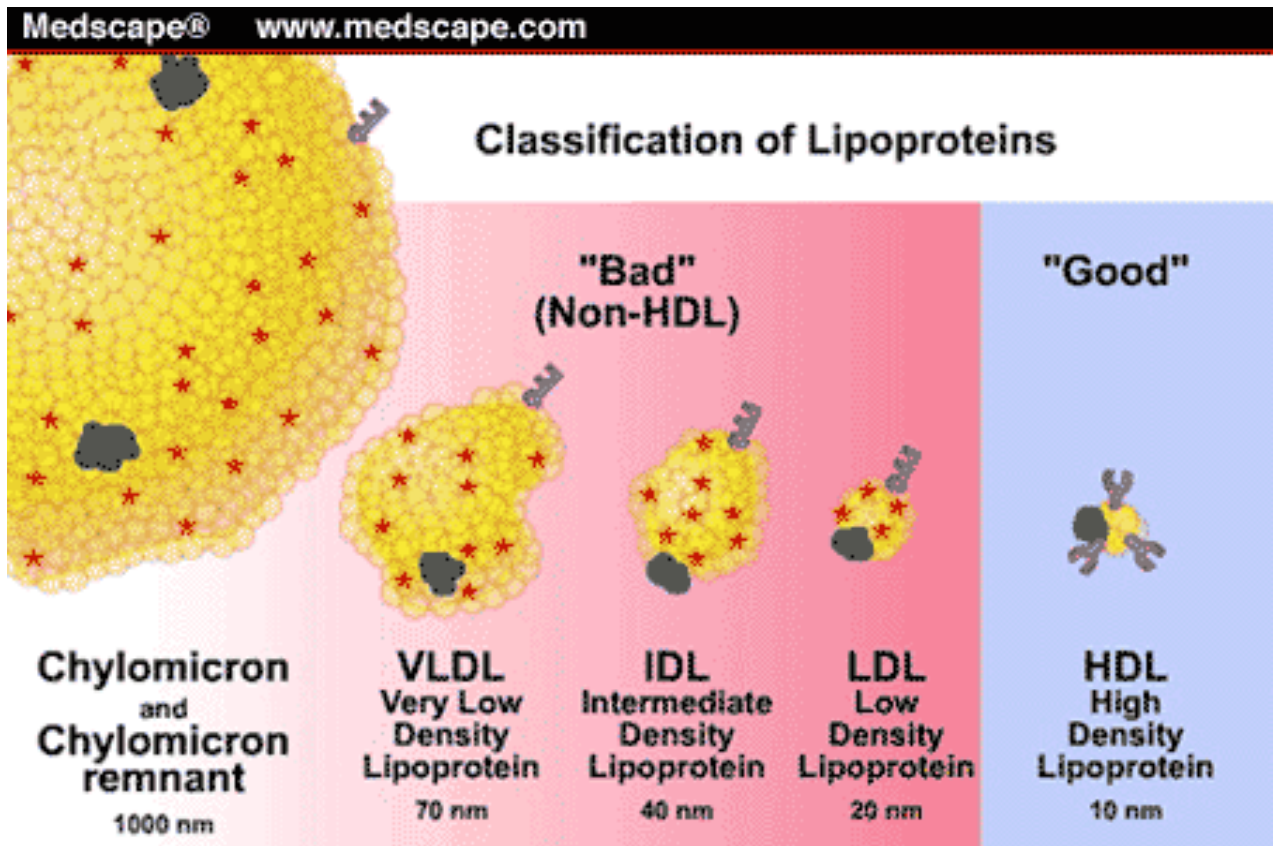 Medscape® www.medscape.com
Classification of Lipoproteins
"Bad"
(Non-HDL)
"Good"
Chylomicron
and
Chylomicron
remnant
1000 nm
VLDL
Very Low
Density
Lipoprotein
70 nm
IDL
Intermediate
Density
Lipoprotein
40 nm
LDL
Low
Density
Lipoprotein
20 nm
HDL
High
Density
Lipoprotein
10 nm